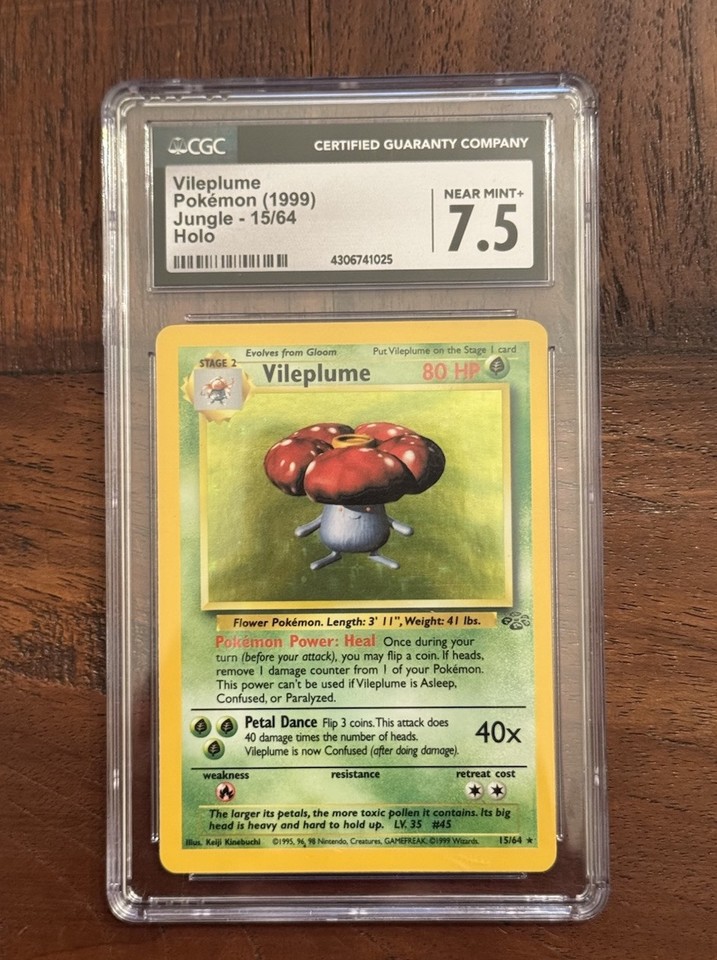 CGC
CERTIFIED GUARANTY COMPANY
Vileplume
Pokémon (1999)
Jungle - 15/64
Holo
NEAR MINT+
7.5
4306741025
Evolves from Gloom
Put Vileplume on the Stage 1 card
STAGE 2
Vileplume
80 HP
Flower Pokémon. Length: 3' 11", Weight: 41 lbs.
Pokémon Power: Heal Once during your
turn (before your attack), you may flip a coin. If heads,
remove 1 damage counter from 1 of your Pokémon.
This power can't be used if Vileplume is Asleep,
Confused, or Paralyzed.
Petal Dance Flip 3 coins. This attack does
40 damage times the number of heads.
Vileplume is now Confused (after doing damage).
40x
weakness
resistance
retreat cost
The larger its petals, the more toxic pollen it contains. Its big
head is heavy and hard to hold up. LV. 35 #45
Illus. Keiji Kinebuchi ©1995, 96, 98 Nintendo, Creatures, GAMEFREAK. ©1999 Wizards. 15/64 ★